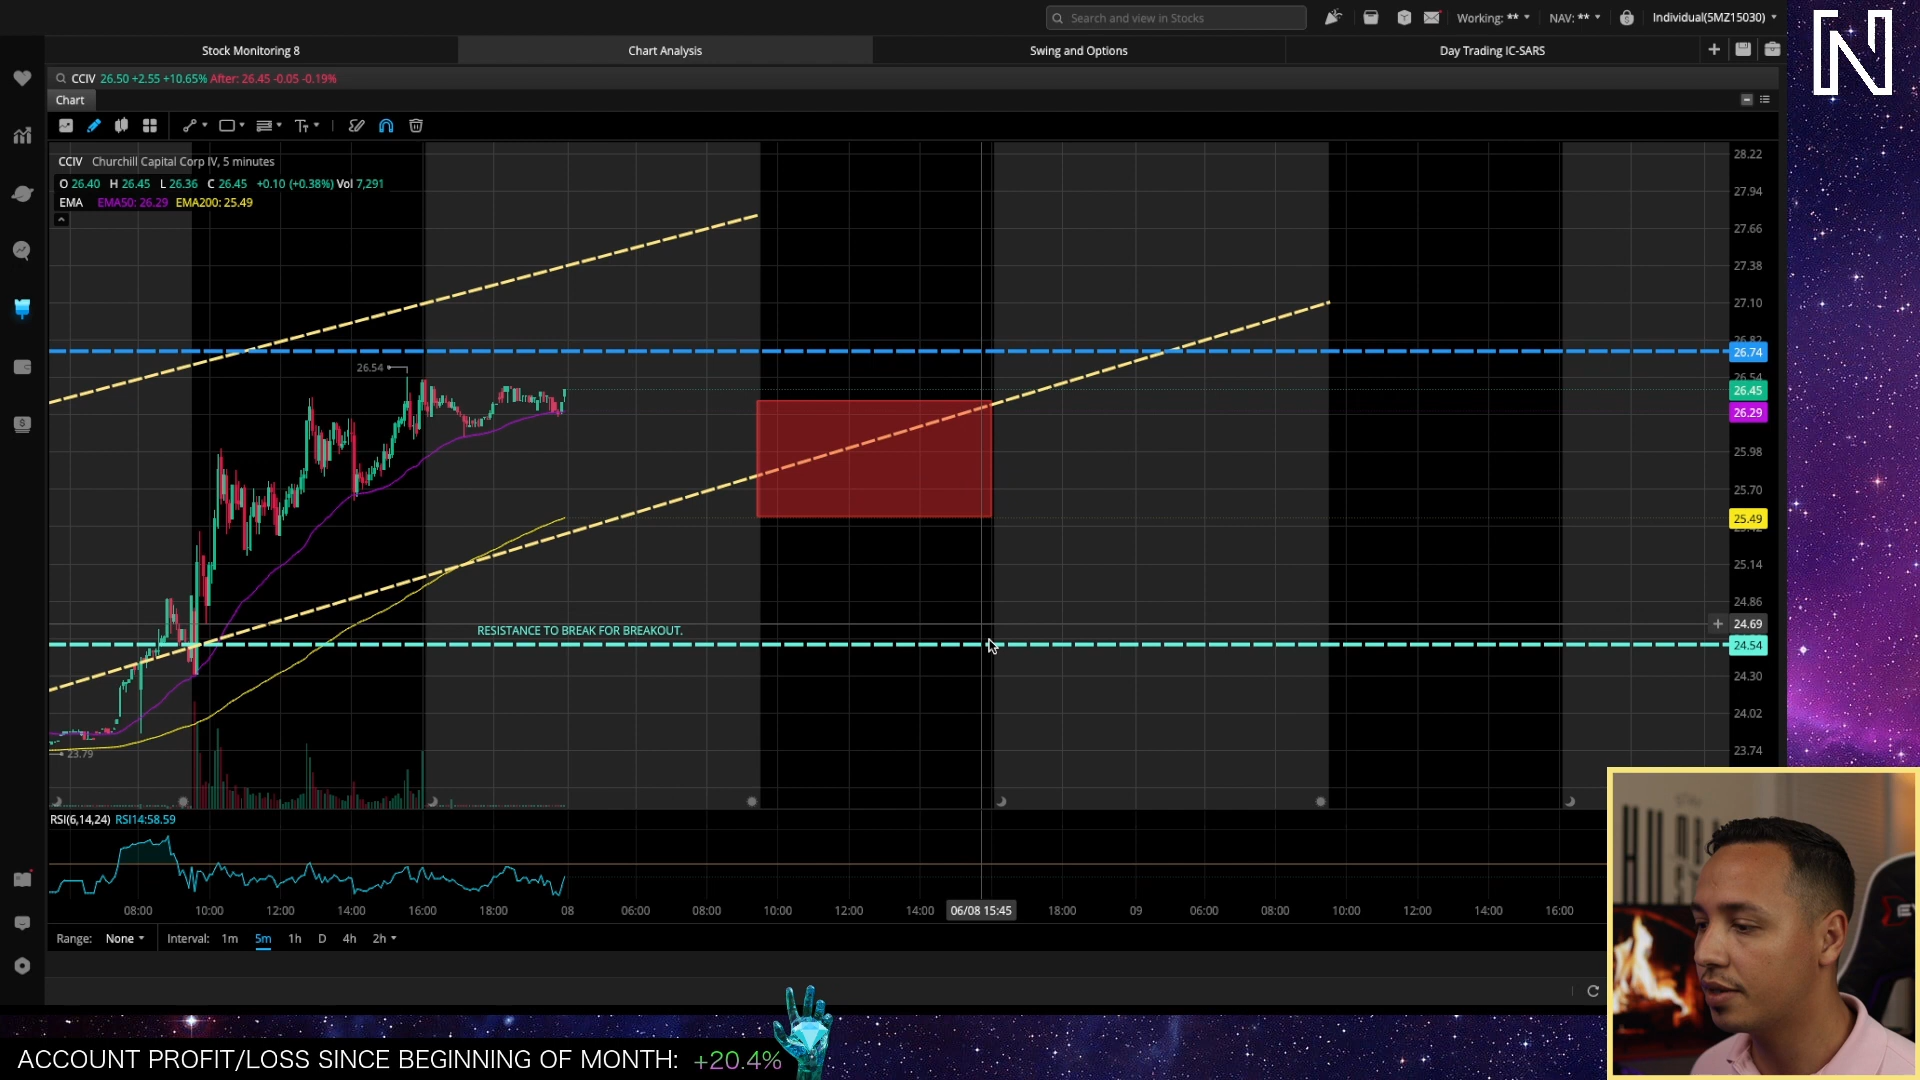 Search and view in Stocks
Working: **
NAV: **
Individual(5MZ15030)
N
Stock Monitoring 8
Chart Analysis
Swing and Options
Day Trading IC-SARS
CCIV 26.50 +2.55 +10.65% After: 26.45 -0.05 -0.19%
Chart
CCIV Churchill Capital Corp IV, 5 minutes
O 26.40 H 26.45 L 26.36 C 26.45 +0.10 (+0.38%) Vol 7,291
EMA EMA50: 26.29 EMA200: 25.49
28.22
27.94
27.66
27.38
27.10
26.74
26.54
26.45
26.29
25.98
25.70
25.49
25.14
24.86
24.69
24.54
24.30
24.02
23.74
26.54
RESISTANCE TO BREAK FOR BREAKOUT.
23.79
RSI(6,14,24) RSI14:58.59
08:00 10:00 12:00 14:00 16:00 18:00 08 06:00 08:00 10:00 12:00 14:00 06/08 15:45 18:00 09 06:00 08:00 10:00 12:00 14:00 16:00
Range: None Interval: 1m 5m 1h D 4h 2h
ACCOUNT PROFIT/LOSS SINCE BEGINNING OF MONTH: +20.4%